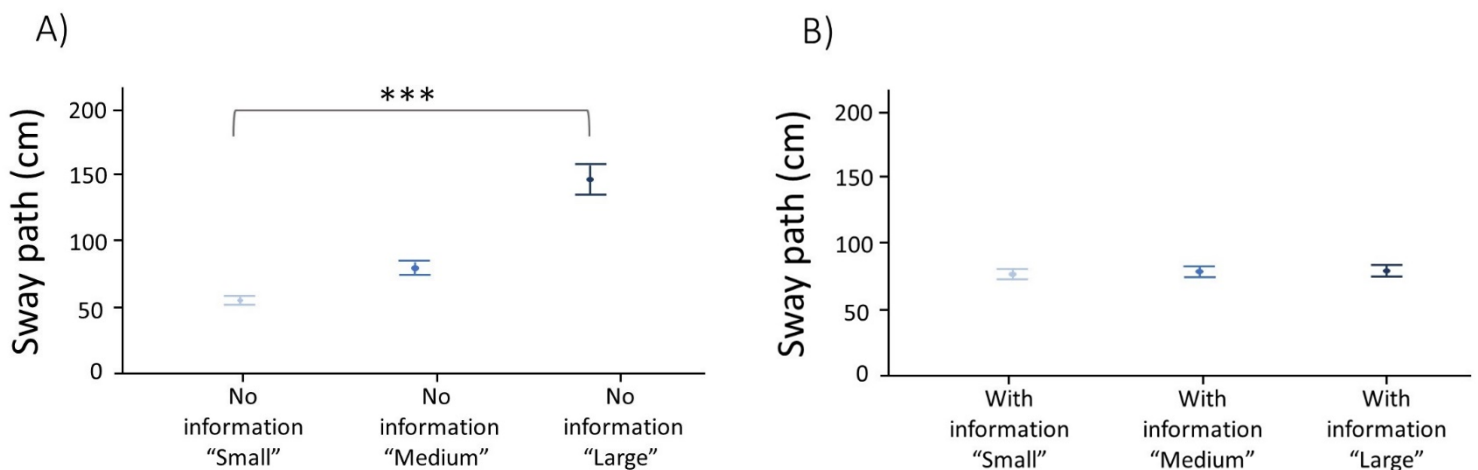 A)
Sway path (cm)
200
150
100
50
0
***
No
information
“Small”
No
information
“Medium”
No
information
“Large”
B)
Sway path (cm)
200
150
100
50
0
With
information
“Small”
With
information
“Medium”
With
information
“Large”